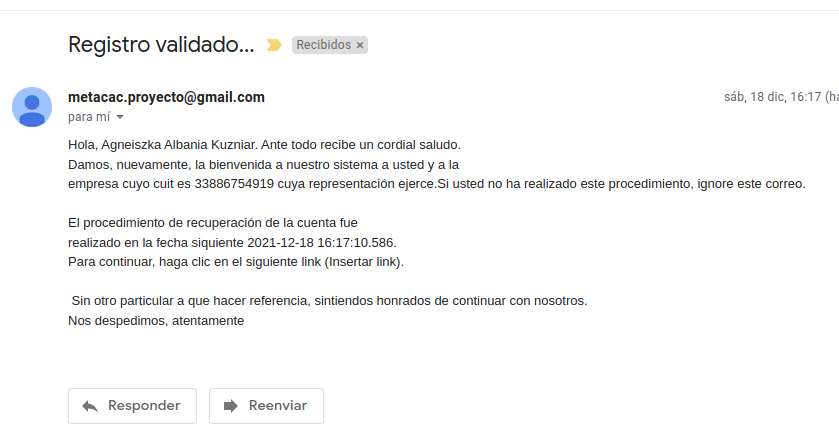 Registro validado... Recibidos ×
metacac.proyecto@gmail.com sáb, 18 dic, 16:17 (ha
para mí
Hola, Agneiszka Albania Kuzniar. Ante todo recibe un cordial saludo.
Damos, nuevamente, la bienvenida a nuestro sistema a usted y a la
empresa cuyo cuit es 33886754919 cuya representación ejerce.Si usted no ha realizado este procedimiento, ignore este correo.
El procedimiento de recuperación de la cuenta fue
realizado en la fecha siquiente 2021-12-18 16:17:10.586.
Para continuar, haga clic en el siguiente link (Insertar link).
Sin otro particular a que hacer referencia, sintiendos honrados de continuar con nosotros.
Nos despedimos, atentamente
Responder Reenviar